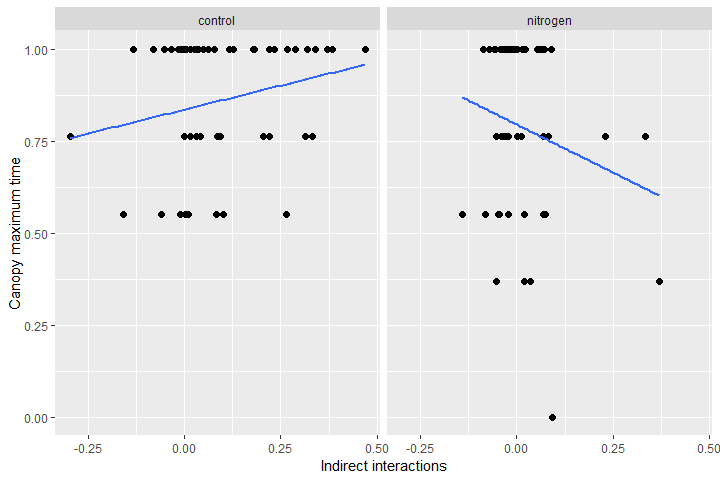 control nitrogen
1.00
0.75
0.50
0.25
0.00
Canopy maximum time
-0.25 0.00 0.25 0.50 -0.25 0.00 0.25 0.50
Indirect interactions